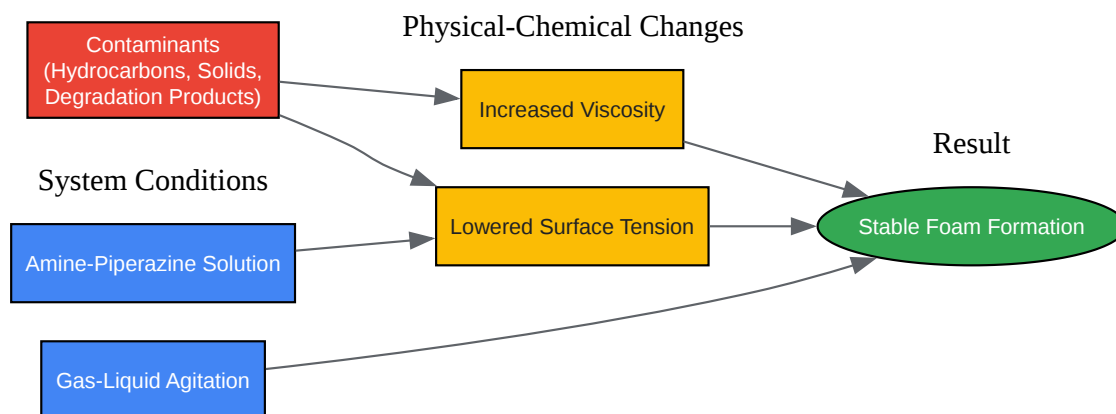 Contaminants
(Hydrocarbons, Solids,
Degradation Products)
Physical-Chemical Changes
Increased Viscosity
Result
System Conditions
Lowered Surface Tension
Stable Foam Formation
Amine-Piperazine Solution
Gas-Liquid Agitation